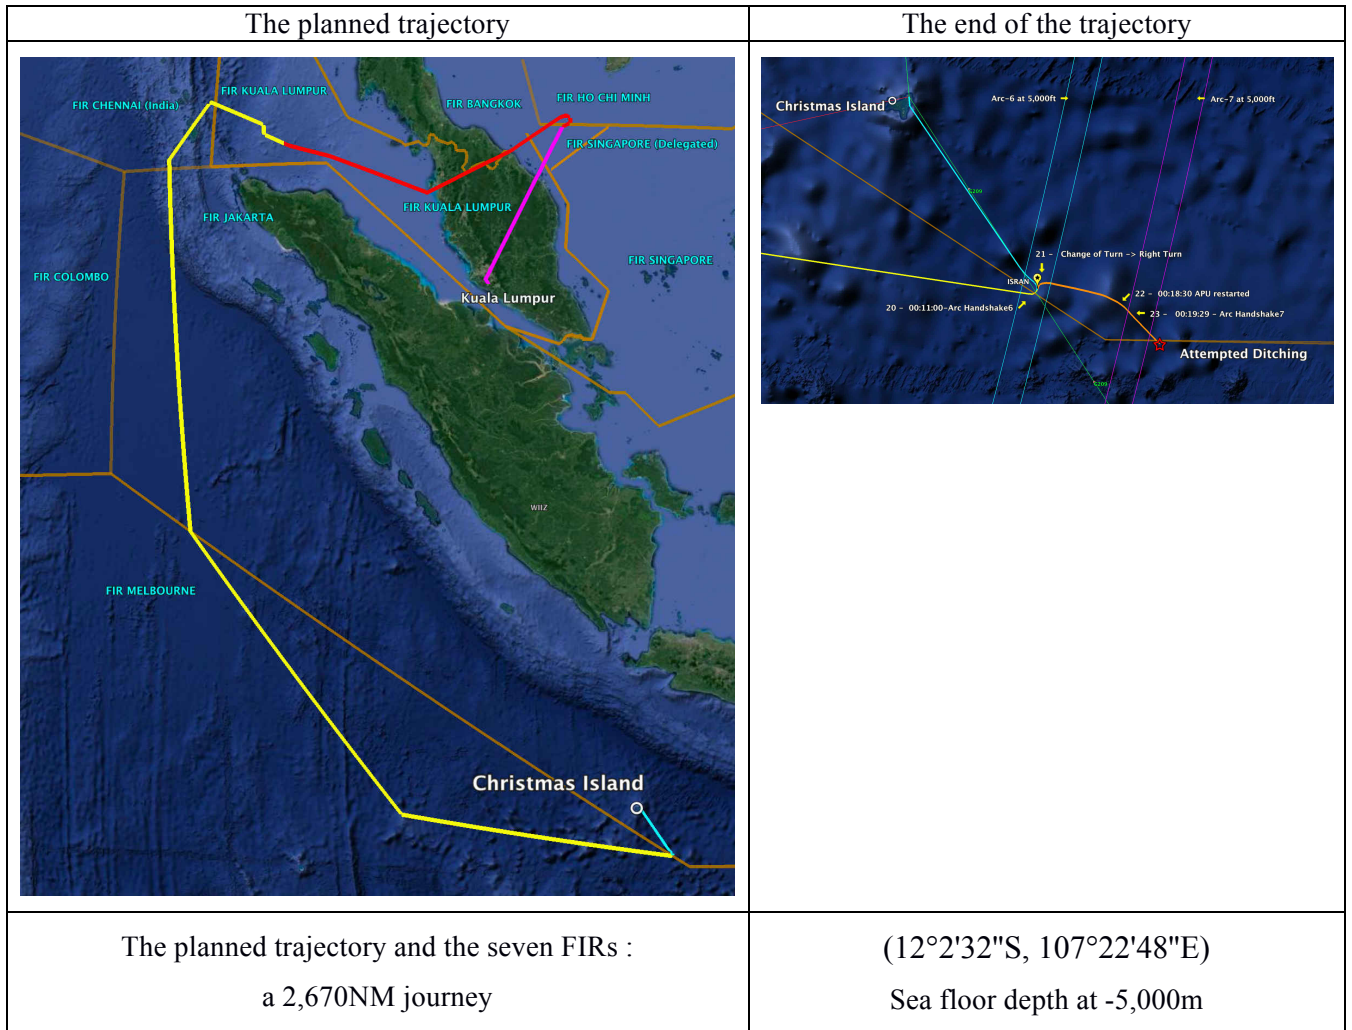 The planned trajectory
The end of the trajectory
FIR CHENNAI (India)
FIR KUALA LUMPUR
FIR BANGKOK
FIR HO CHI MINH
FIR SINGAPORE (Delegated)
FIR KUALA LUMPUR
FIR JAKARTA
FIR SINGAPORE
FIR COLOMBO
Kuala Lumpur
WIIZ
FIR MELBOURNE
Christmas Island
Christmas Island
Arc-6 at 5,000ft
Arc-7 at 5,000ft
21 - Change of Turn -> Right Turn
ISRAN
22 - 00:18:30 APU restarted
20 - 00:11:00-Arc Handshake6
23 - 00:19:29 - Arc Handshake7
Attempted Ditching
The planned trajectory and the seven FIRs :
a 2,670NM journey
(12°2'32"S, 107°22'48"E)
Sea floor depth at -5,000m